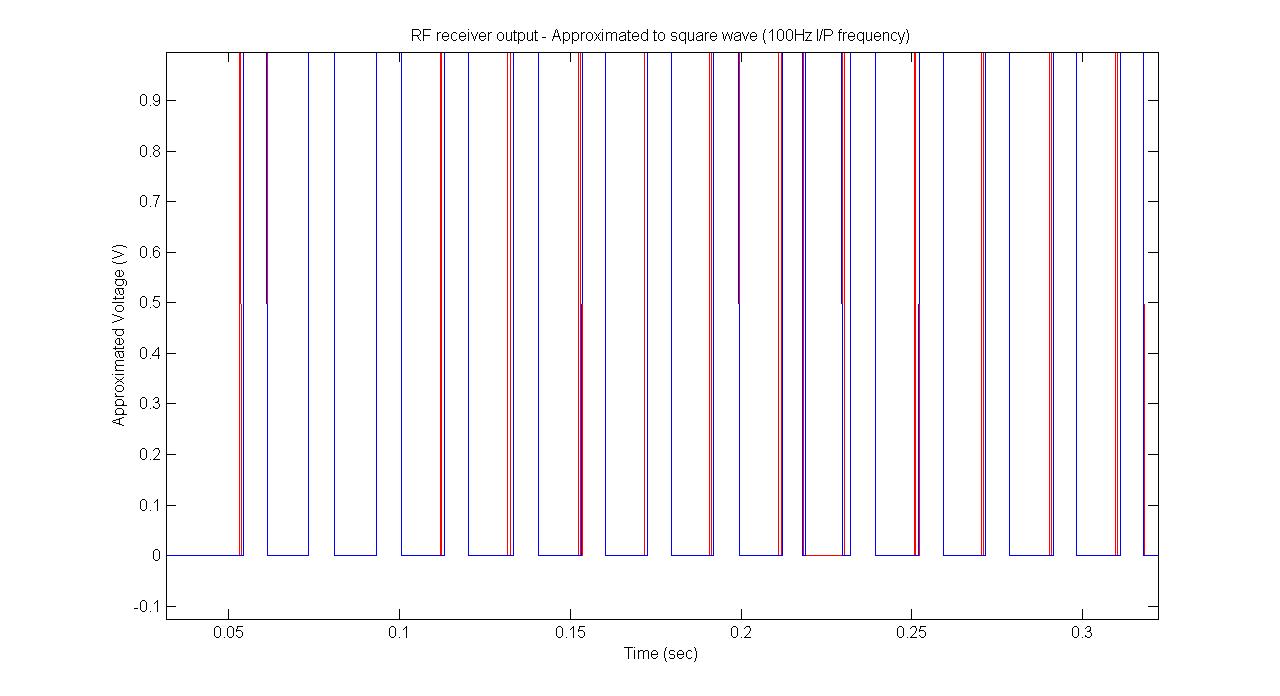 RF receiver output - Approximated to square wave (100Hz I/P frequency)
0.9
0.8
0.7
0.6
0.5
0.4
0.3
0.2
0.1
0
-0.1
Approximated Voltage (V)
0.05 0.1 0.15 0.2 0.25 0.3
Time (sec)